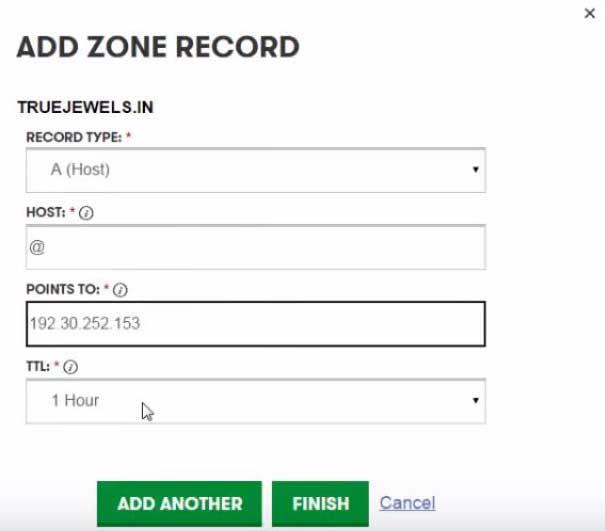 ×
ADD ZONE RECORD
TRUEJEWELS.IN
RECORD TYPE: *
A (Host)
HOST: * i
@
POINTS TO: * i
192.30.252.153
TTL: * i
1 Hour
ADD ANOTHER FINISH Cancel